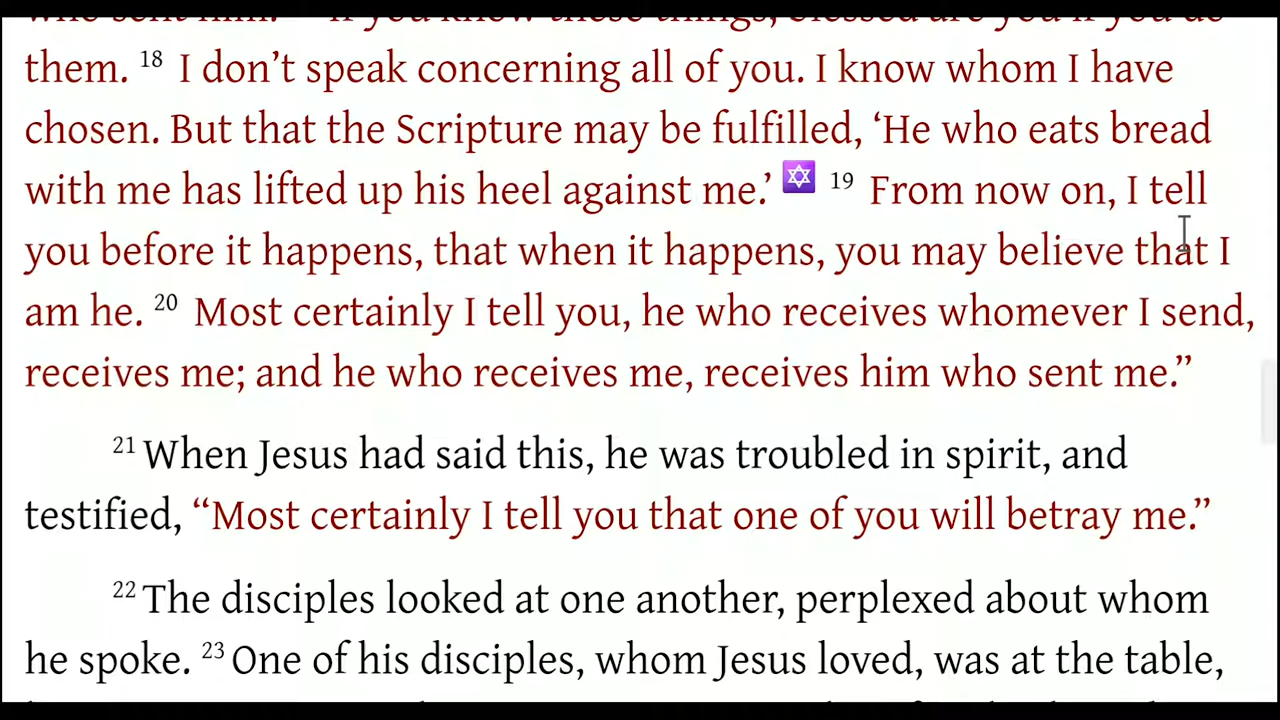 them. 18 I don’t speak concerning all of you. I know whom I have
chosen. But that the Scripture may be fulfilled, ‘He who eats bread
with me has lifted up his heel against me.’ ✡ 19 From now on, I tell
you before it happens, that when it happens, you may believe that I
am he. 20 Most certainly I tell you, he who receives whomever I send,
receives me; and he who receives me, receives him who sent me.”
21 When Jesus had said this, he was troubled in spirit, and
testified, “Most certainly I tell you that one of you will betray me.”
22 The disciples looked at one another, perplexed about whom
he spoke. 23 One of his disciples, whom Jesus loved, was at the table,